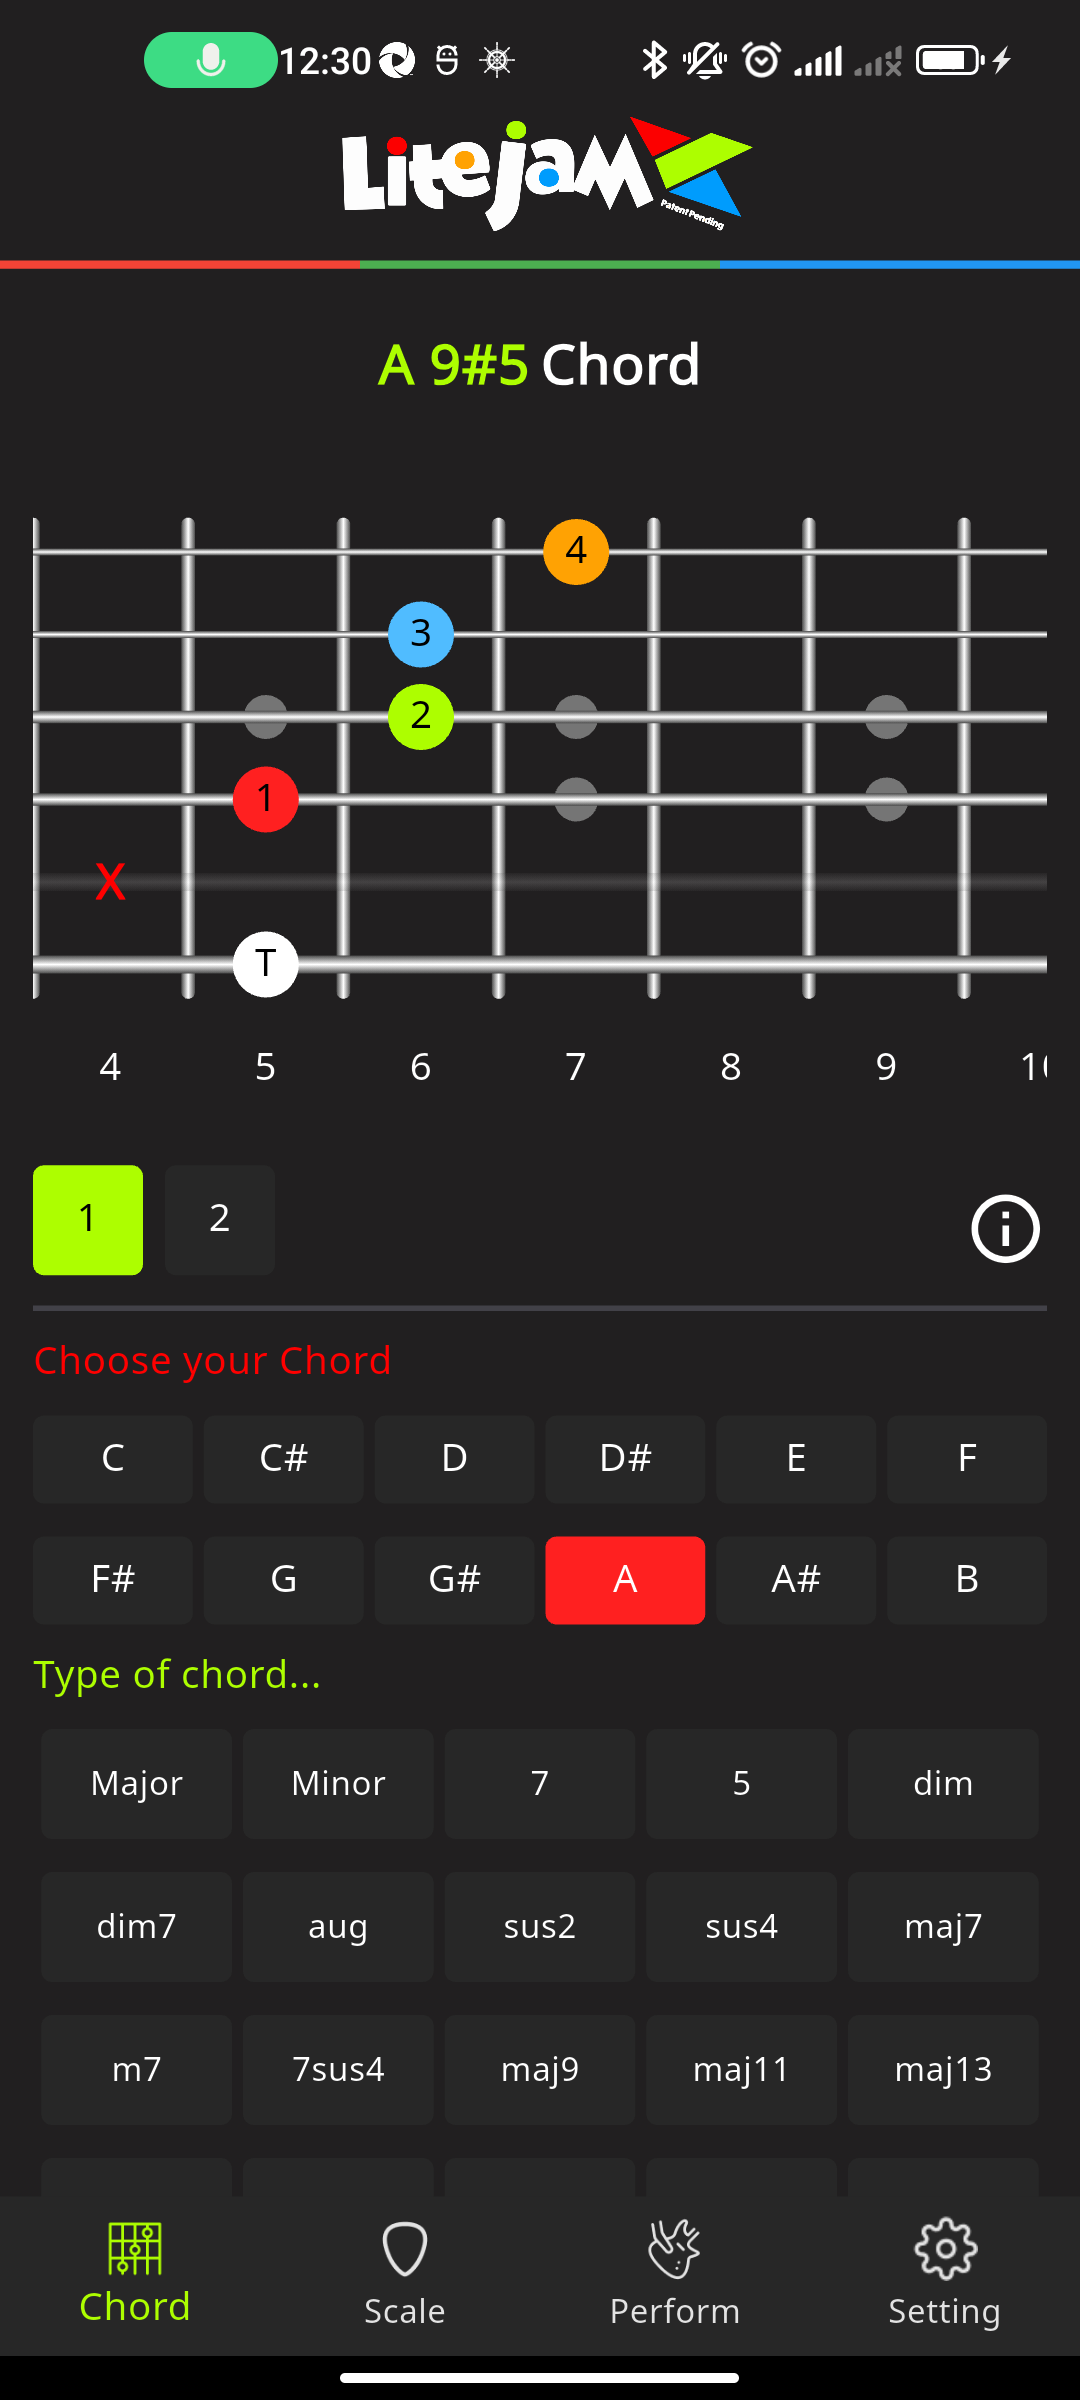 12:30
LiteJam
Patent Pending
A 9#5 Chord
4
3
2
1
X
T
4 5 6 7 8 9
1 2
Choose your Chord
C C# D D# E F
F# G G# A A# B
Type of chord...
Major Minor 7 5 dim
dim7 aug sus2 sus4 maj7
m7 7sus4 maj9 maj11 maj13
Chord Scale Perform Setting